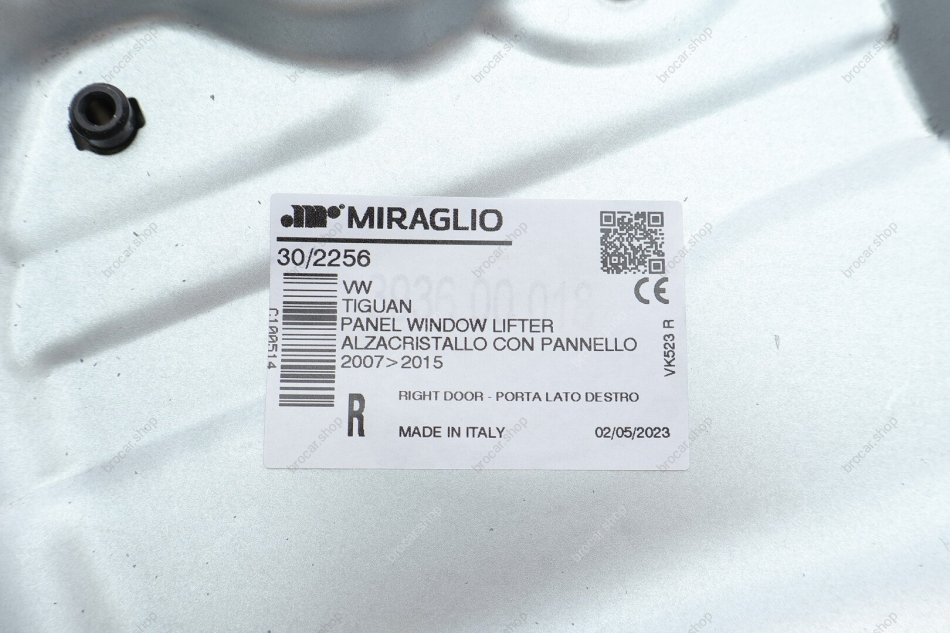 MIRAGLIO
30/2256
VW
TIGUAN
PANEL WINDOW LIFTER
ALZACRISTALLO CON PANNELLO
2007>2015
C100514
VK523 R
R
RIGHT DOOR - PORTA LATO DESTRO
MADE IN ITALY
02/05/2023
brocar.shop